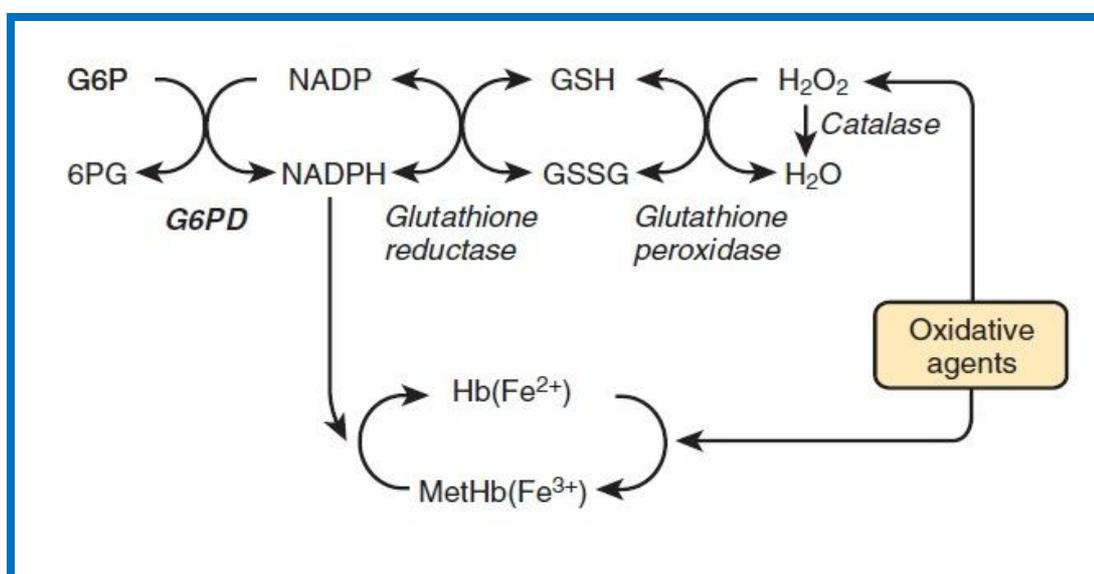 G6P NADP GSH H₂O₂
Catalase
6PG NADPH GSSG H₂O
G6PD Glutathione reductase Glutathione peroxidase
Oxidative
agents
Hb(Fe²⁺)
MetHb(Fe³⁺)